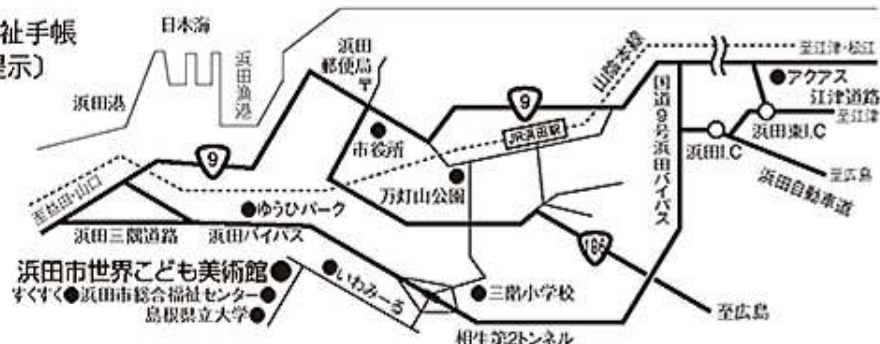 祉手帳
提示〕
日本海
浜田港
浜田漁港
浜田
郵便局
〒
市役所
9
9
JR浜田駅
山陰本線
至江津・松江
アクアス
江津道路
至江津
浜田東I.C
浜田I.C
至広島
浜田自動車道
国道9号浜田バイパス
万灯山公園
至益田・山口
ゆうひパーク
浜田三隅道路
浜田バイパス
186
浜田市世界こども美術館
すくすく
浜田市総合福祉センター
島根県立大学
いわみーる
三階小学校
至広島
相生第2トンネル